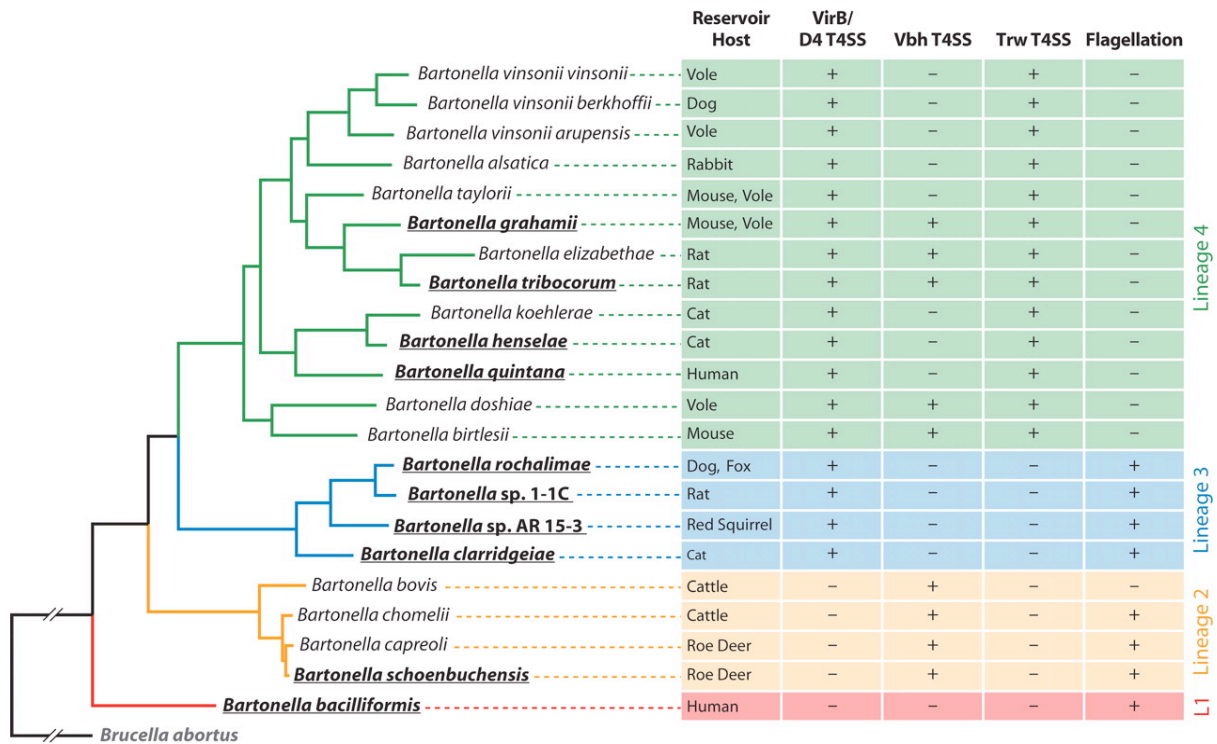 Reservoir Host VirB/ D4 T4SS Vbh T4SS Trw T4SS Flagellation
Bartonella vinsonii vinsonii Vole + – + –
Bartonella vinsonii berkhoffii Dog + – + –
Bartonella vinsonii arupensis Vole + – + –
Bartonella alsatica Rabbit + – + –
Bartonella taylorii Mouse, Vole + – + –
Bartonella grahamii Mouse, Vole + + + –
Bartonella elizabethae Rat + + + –
Bartonella tribocorum Rat + + + –
Bartonella koehlerae Cat + – + –
Bartonella henselae Cat + – + –
Bartonella quintana Human + – + –
Bartonella doshiae Vole + + + –
Bartonella birtlesii Mouse + + + –
Lineage 4
Bartonella rochalimae Dog, Fox + – – +
Bartonella sp. 1-1C Rat + – – +
Bartonella sp. AR 15-3 Red Squirrel + – – +
Bartonella clarridgeiae Cat + – – +
Lineage 3
Bartonella bovis Cattle – + – –
Bartonella chomelii Cattle – + – +
Bartonella capreoli Roe Deer – + – +
Bartonella schoenbuchensis Roe Deer – + – +
Lineage 2
Bartonella bacilliformis Human – – – +
L1
Brucella abortus